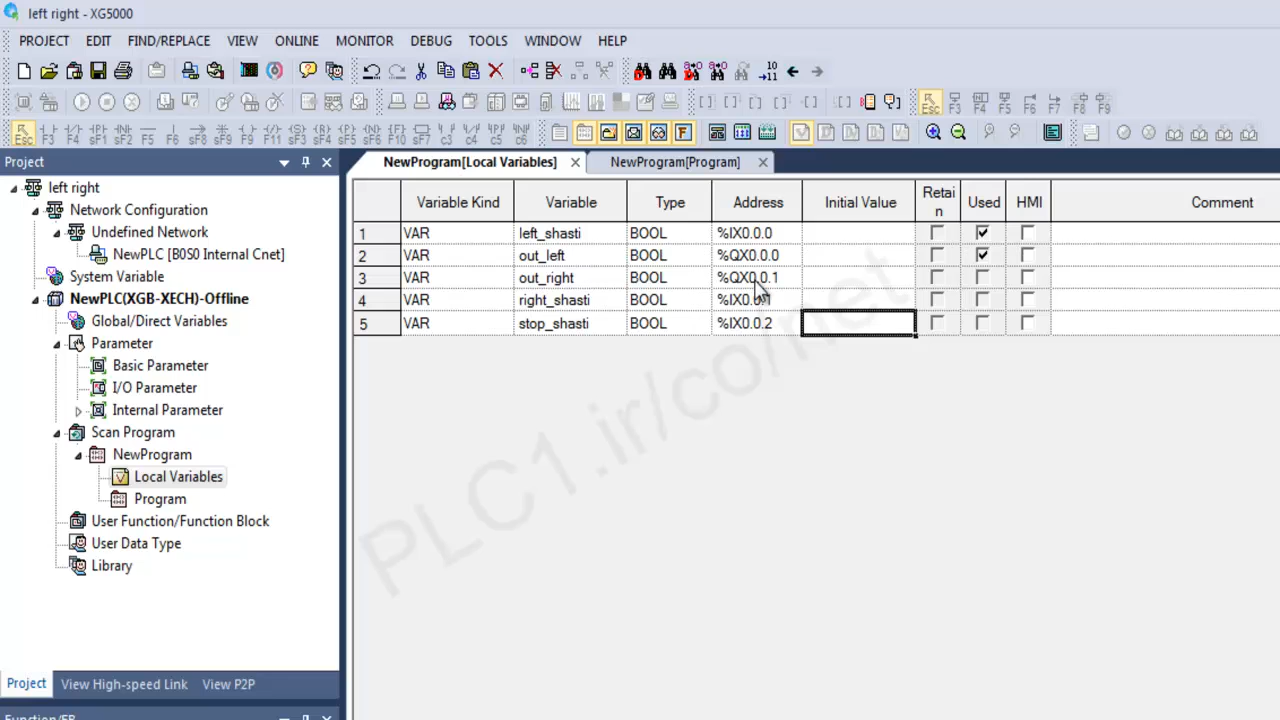 left right - XG5000
PROJECT EDIT FIND/REPLACE VIEW ONLINE MONITOR DEBUG TOOLS WINDOW HELP
Project
NewProgram[Local Variables]
NewProgram[Program]
left right
Network Configuration
Undefined Network
NewPLC [B0S0 Internal Cnet]
System Variable
NewPLC(XGB-XECH)-Offline
Global/Direct Variables
Parameter
Basic Parameter
I/O Parameter
Internal Parameter
Scan Program
NewProgram
Local Variables
Program
User Function/Function Block
User Data Type
Library
Project View High-speed Link View P2P
Variable Kind Variable Type Address Initial Value Retain Used HMI Comment
1 VAR left_shasti BOOL %IX0.0.0
2 VAR out_left BOOL %QX0.0.0
3 VAR out_right BOOL %QX0.0.1
4 VAR right_shasti BOOL
5 VAR stop_shasti BOOL %IX0.0.2
PLC1.ir/co/net